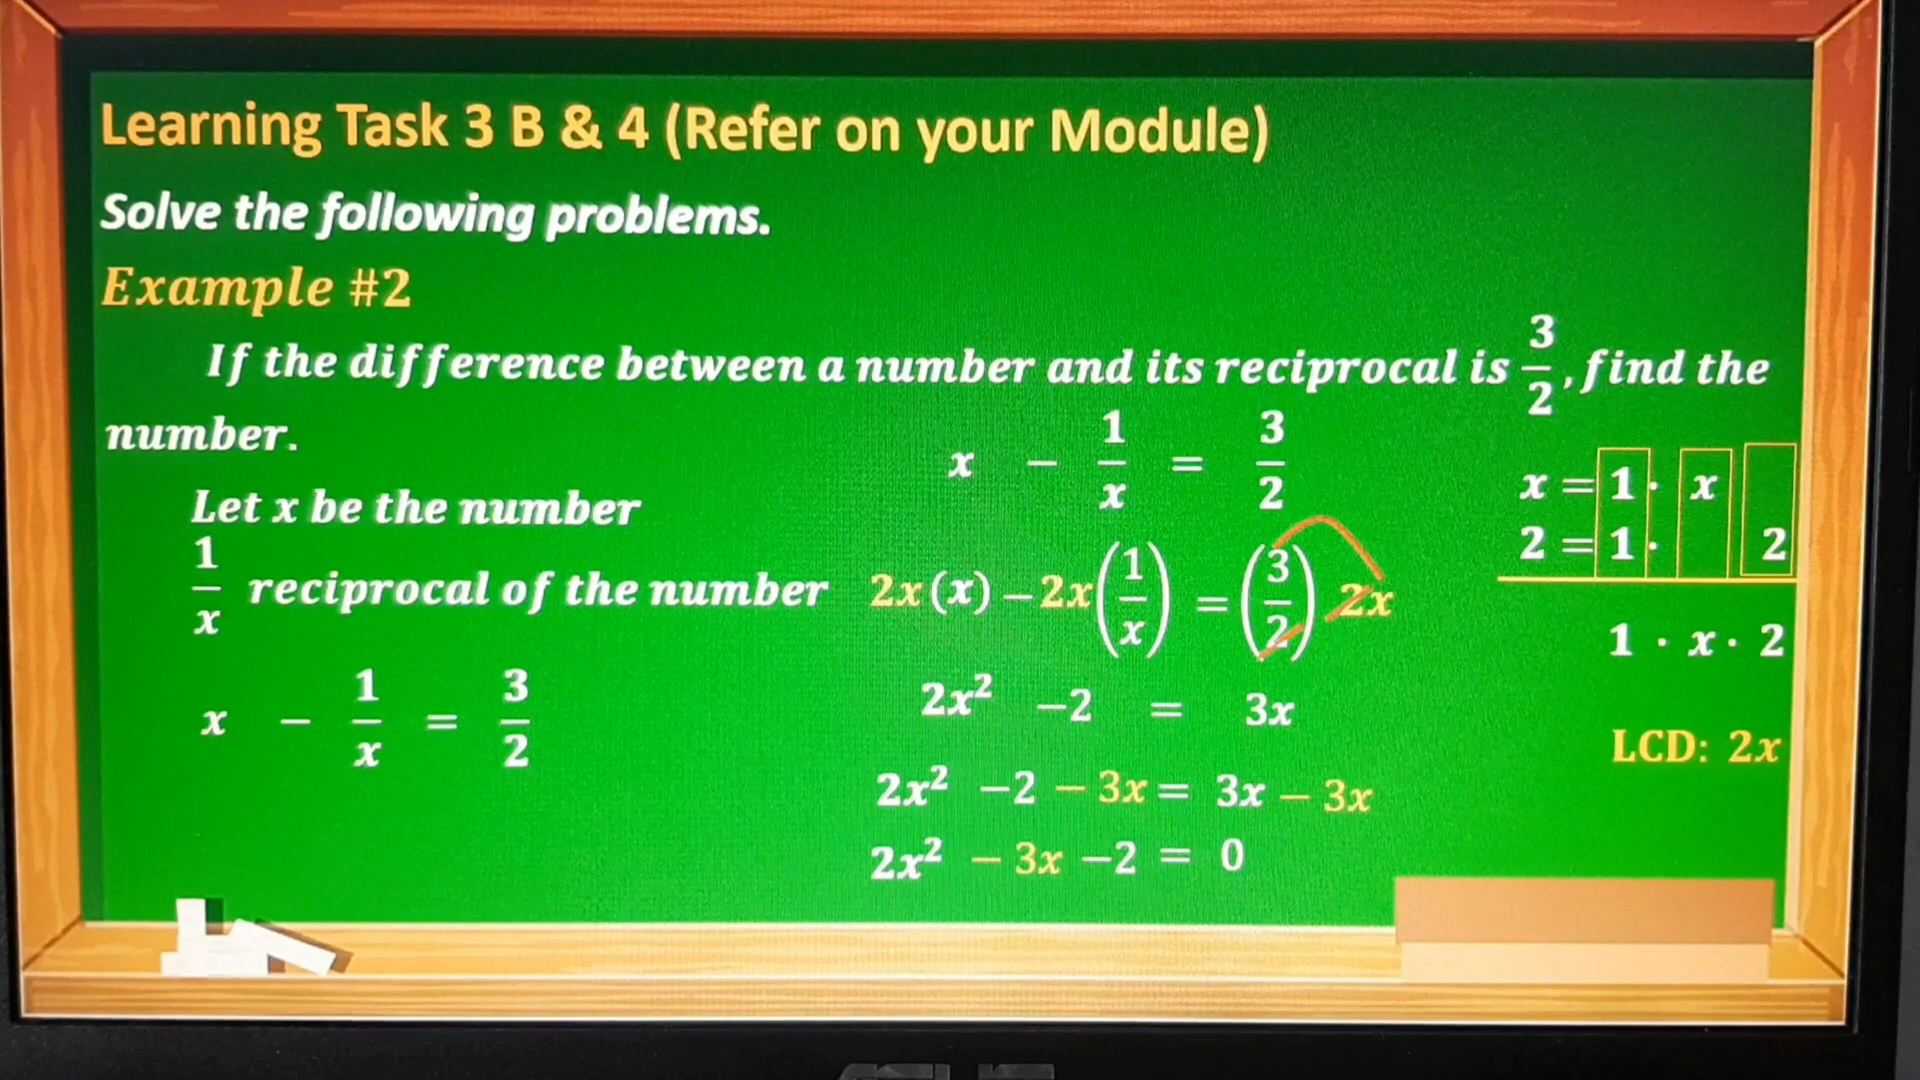 Learning Task 3 B & 4 (Refer on your Module)
Solve the following problems.
Example #2
If the difference between a number and its reciprocal is 3/2, find the
number.
Let x be the number
1/x reciprocal of the number
x − 1/x = 3/2
x − 1/x = 3/2
2x(x) − 2x(1/x) = (3/2) 2x
2x² −2 = 3x
2x² −2 − 3x = 3x − 3x
2x² − 3x −2 = 0
x = 1 · x
2 = 1 · 2
1 · x · 2
LCD: 2x